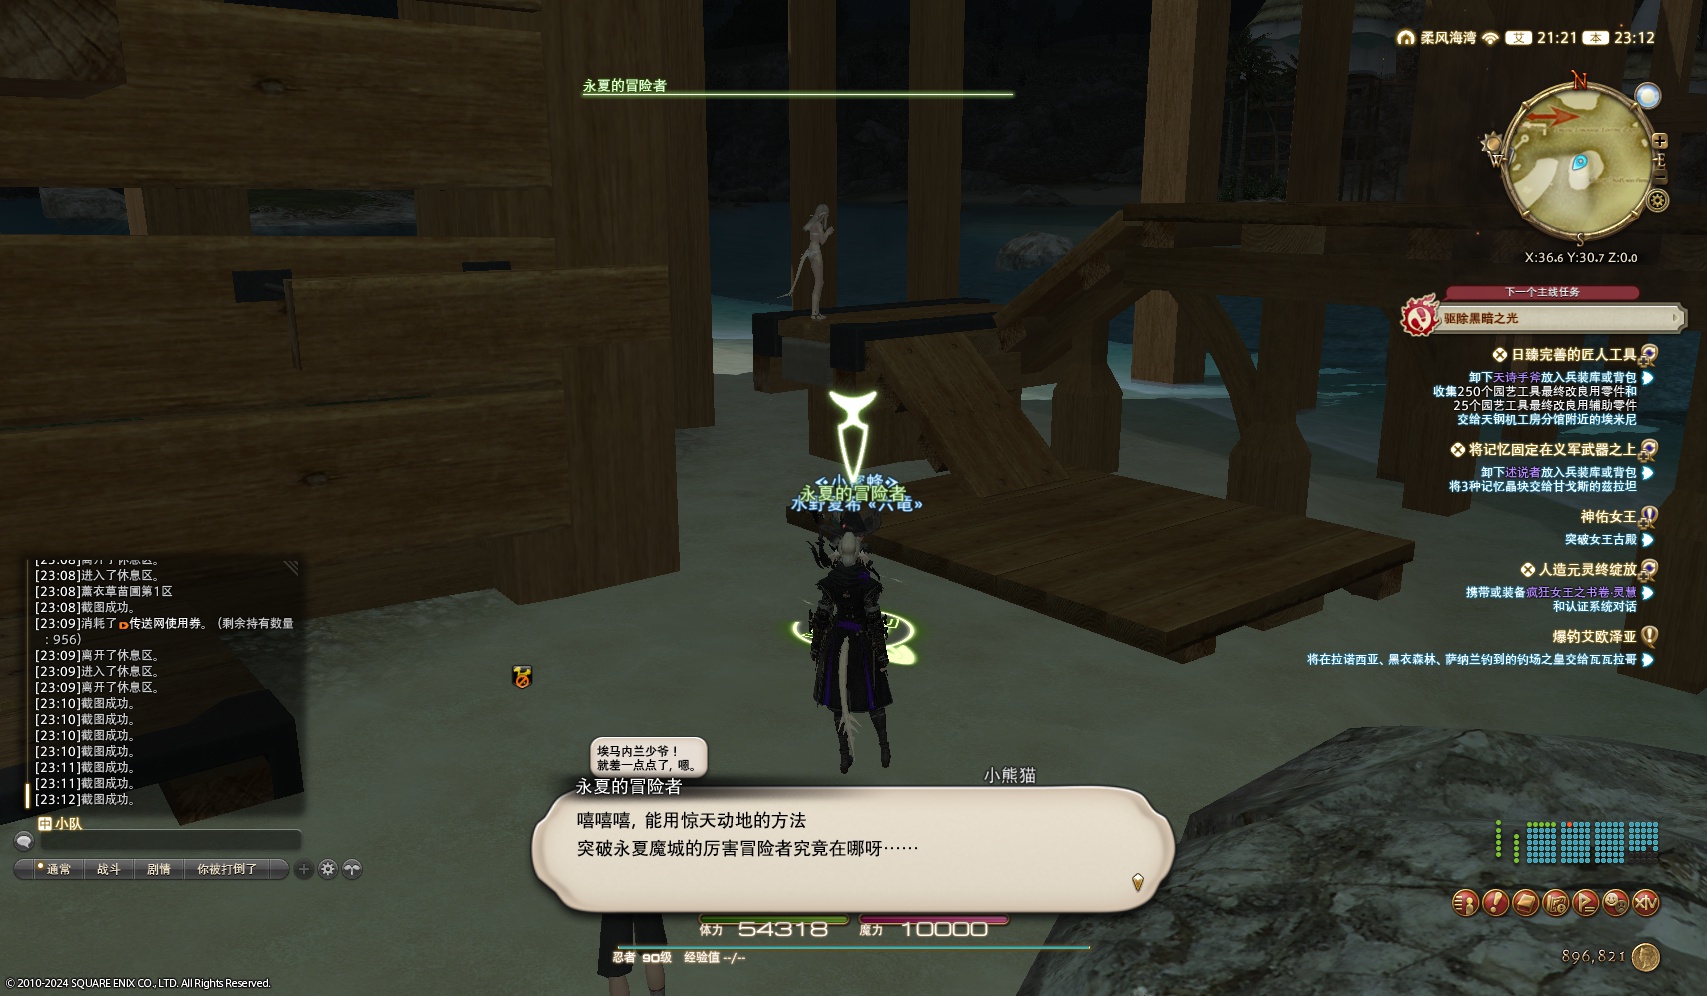 柔风海湾 艾 21:21 本 23:12
永夏的冒险者
N
W
E
S
X:36.6 Y:30.7 Z:0.0
下一个主线任务
驱除黑暗之光
日臻完善的匠人工具
卸下天诗手斧放入兵装库或背包
收集250个园艺工具最终改良用零件和
25个园艺工具最终改良用辅助零件
交给天钢机工房分馆附近的埃米尼
将记忆固定在义军武器之上
卸下述说者放入兵装库或背包
将3种记忆晶块交给甘戈斯的兹拉坦
神佑女王
突破女王古殿
人造元灵终绽放
携带或装备疯狂女王之书卷·灵慧
和认证系统对话
爆钓艾欧泽亚
将在拉诺西亚、黑衣森林、萨纳兰钓到的钓场之皇交给瓦瓦拉哥
永夏的冒险者
水野夏希«六竜»
[23:08]离开了休息区。
[23:08]进入了休息区。
[23:08]薰衣草苗圃第1区
[23:08]截图成功。
[23:09]消耗了传送网使用券。（剩余持有数量
：956）
[23:09]离开了休息区。
[23:09]进入了休息区。
[23:09]离开了休息区。
[23:10]截图成功。
[23:10]截图成功。
[23:10]截图成功。
[23:10]截图成功。
[23:11]截图成功。
[23:11]截图成功。
[23:12]截图成功。
中 小队
通常 战斗 剧情 你被打倒了
埃马内兰少爷！
就差一点点了，嗯。
永夏的冒险者
小熊猫
嘻嘻嘻，能用惊天动地的方法
突破永夏魔城的厉害冒险者究竟在哪呀……
体力 54318 魔力 10000
忍者 90级 经验值 --/--
XIV
896,821
© 2010-2024 SQUARE ENIX CO., LTD. All Rights Reserved.